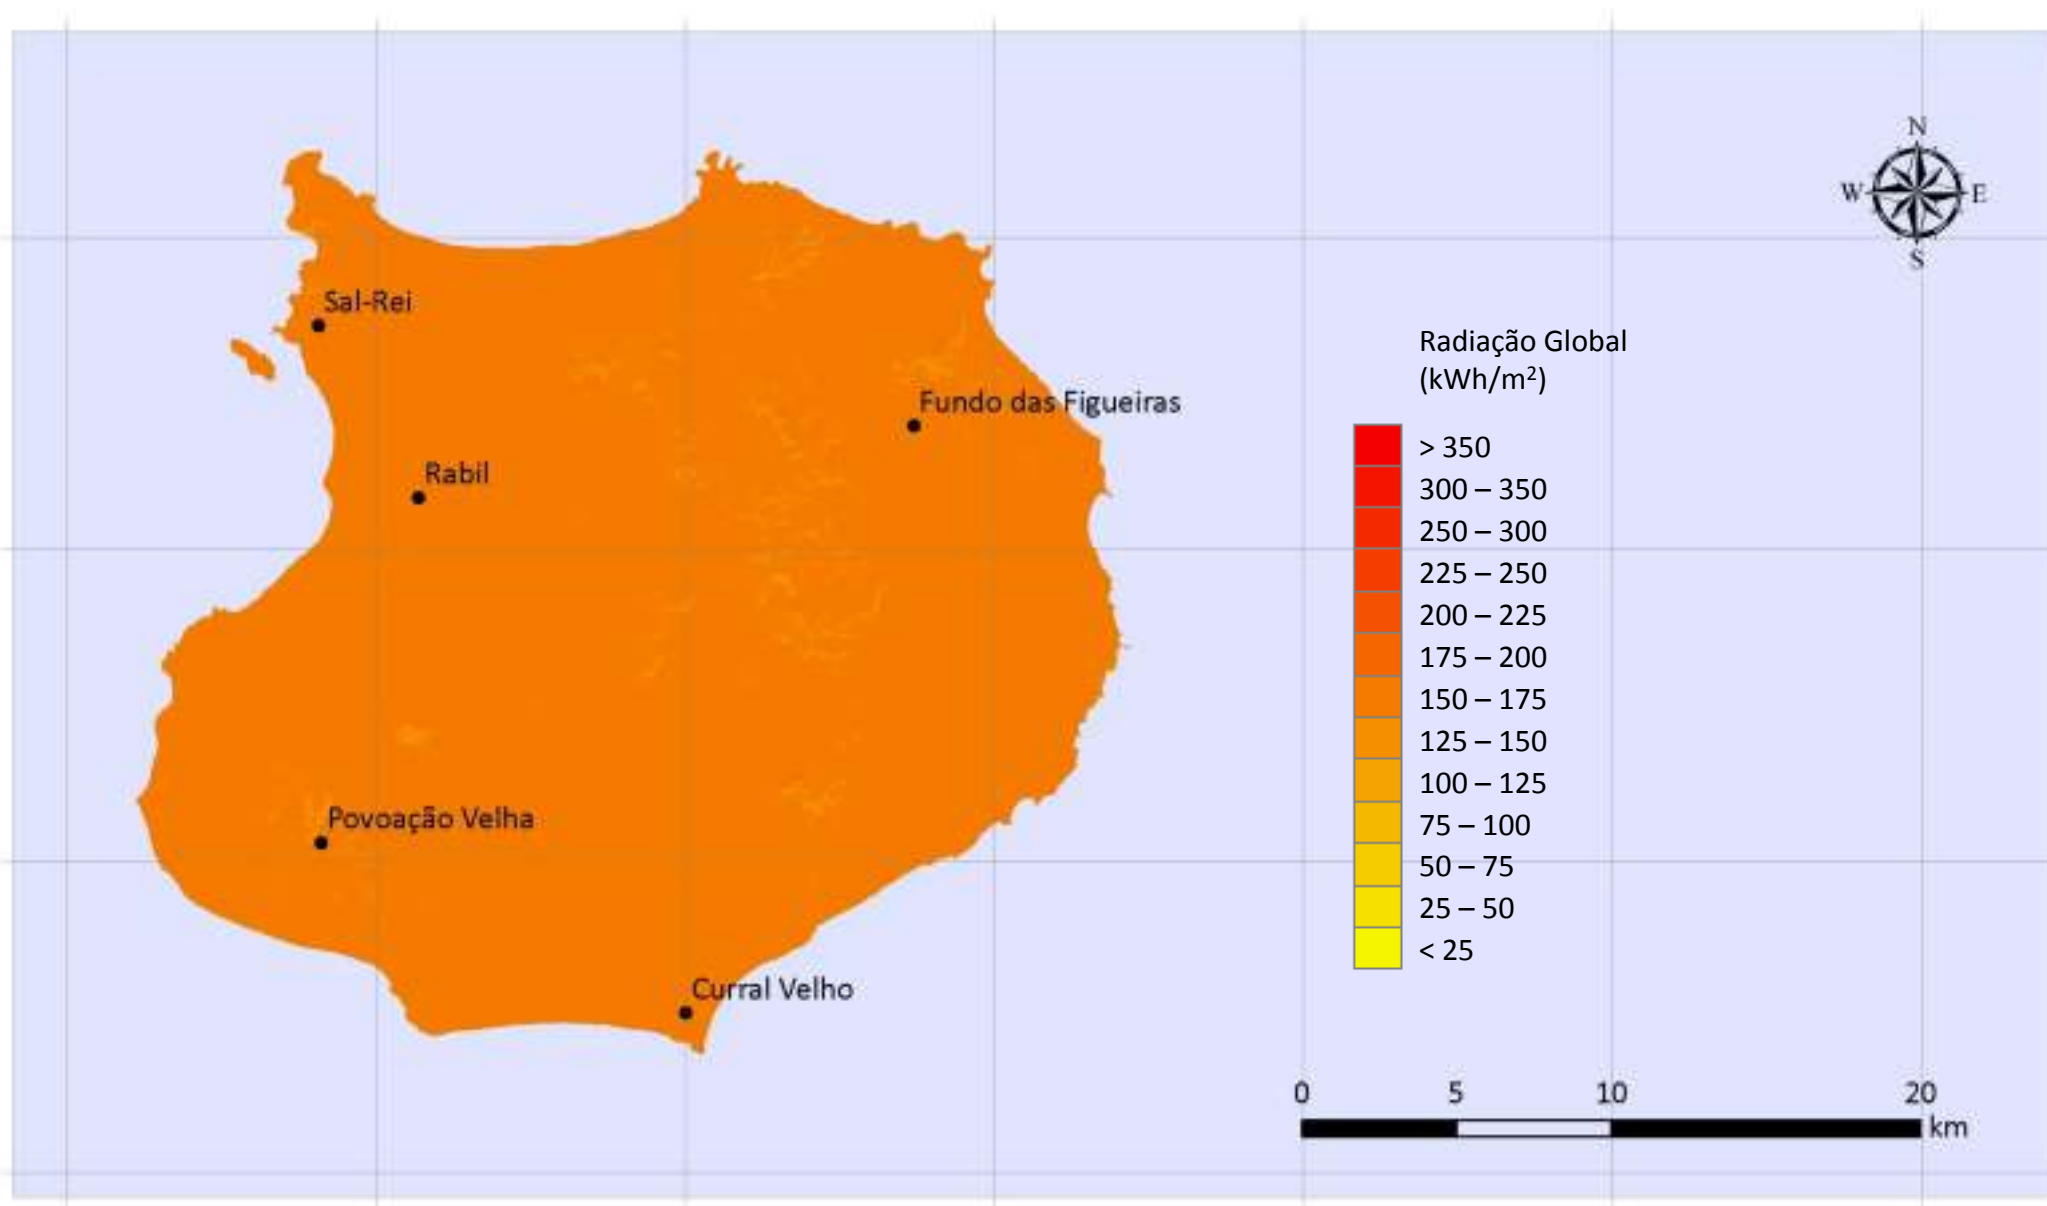 N
W E
S
Sal-Rei
Radiação Global
(kWh/m²)
Fundo das Figueiras
Rabil
> 350
300 – 350
250 – 300
225 – 250
200 – 225
175 – 200
150 – 175
125 – 150
100 – 125
75 – 100
50 – 75
25 – 50
< 25
Povoação Velha
Curral Velho
0 5 10 20
km